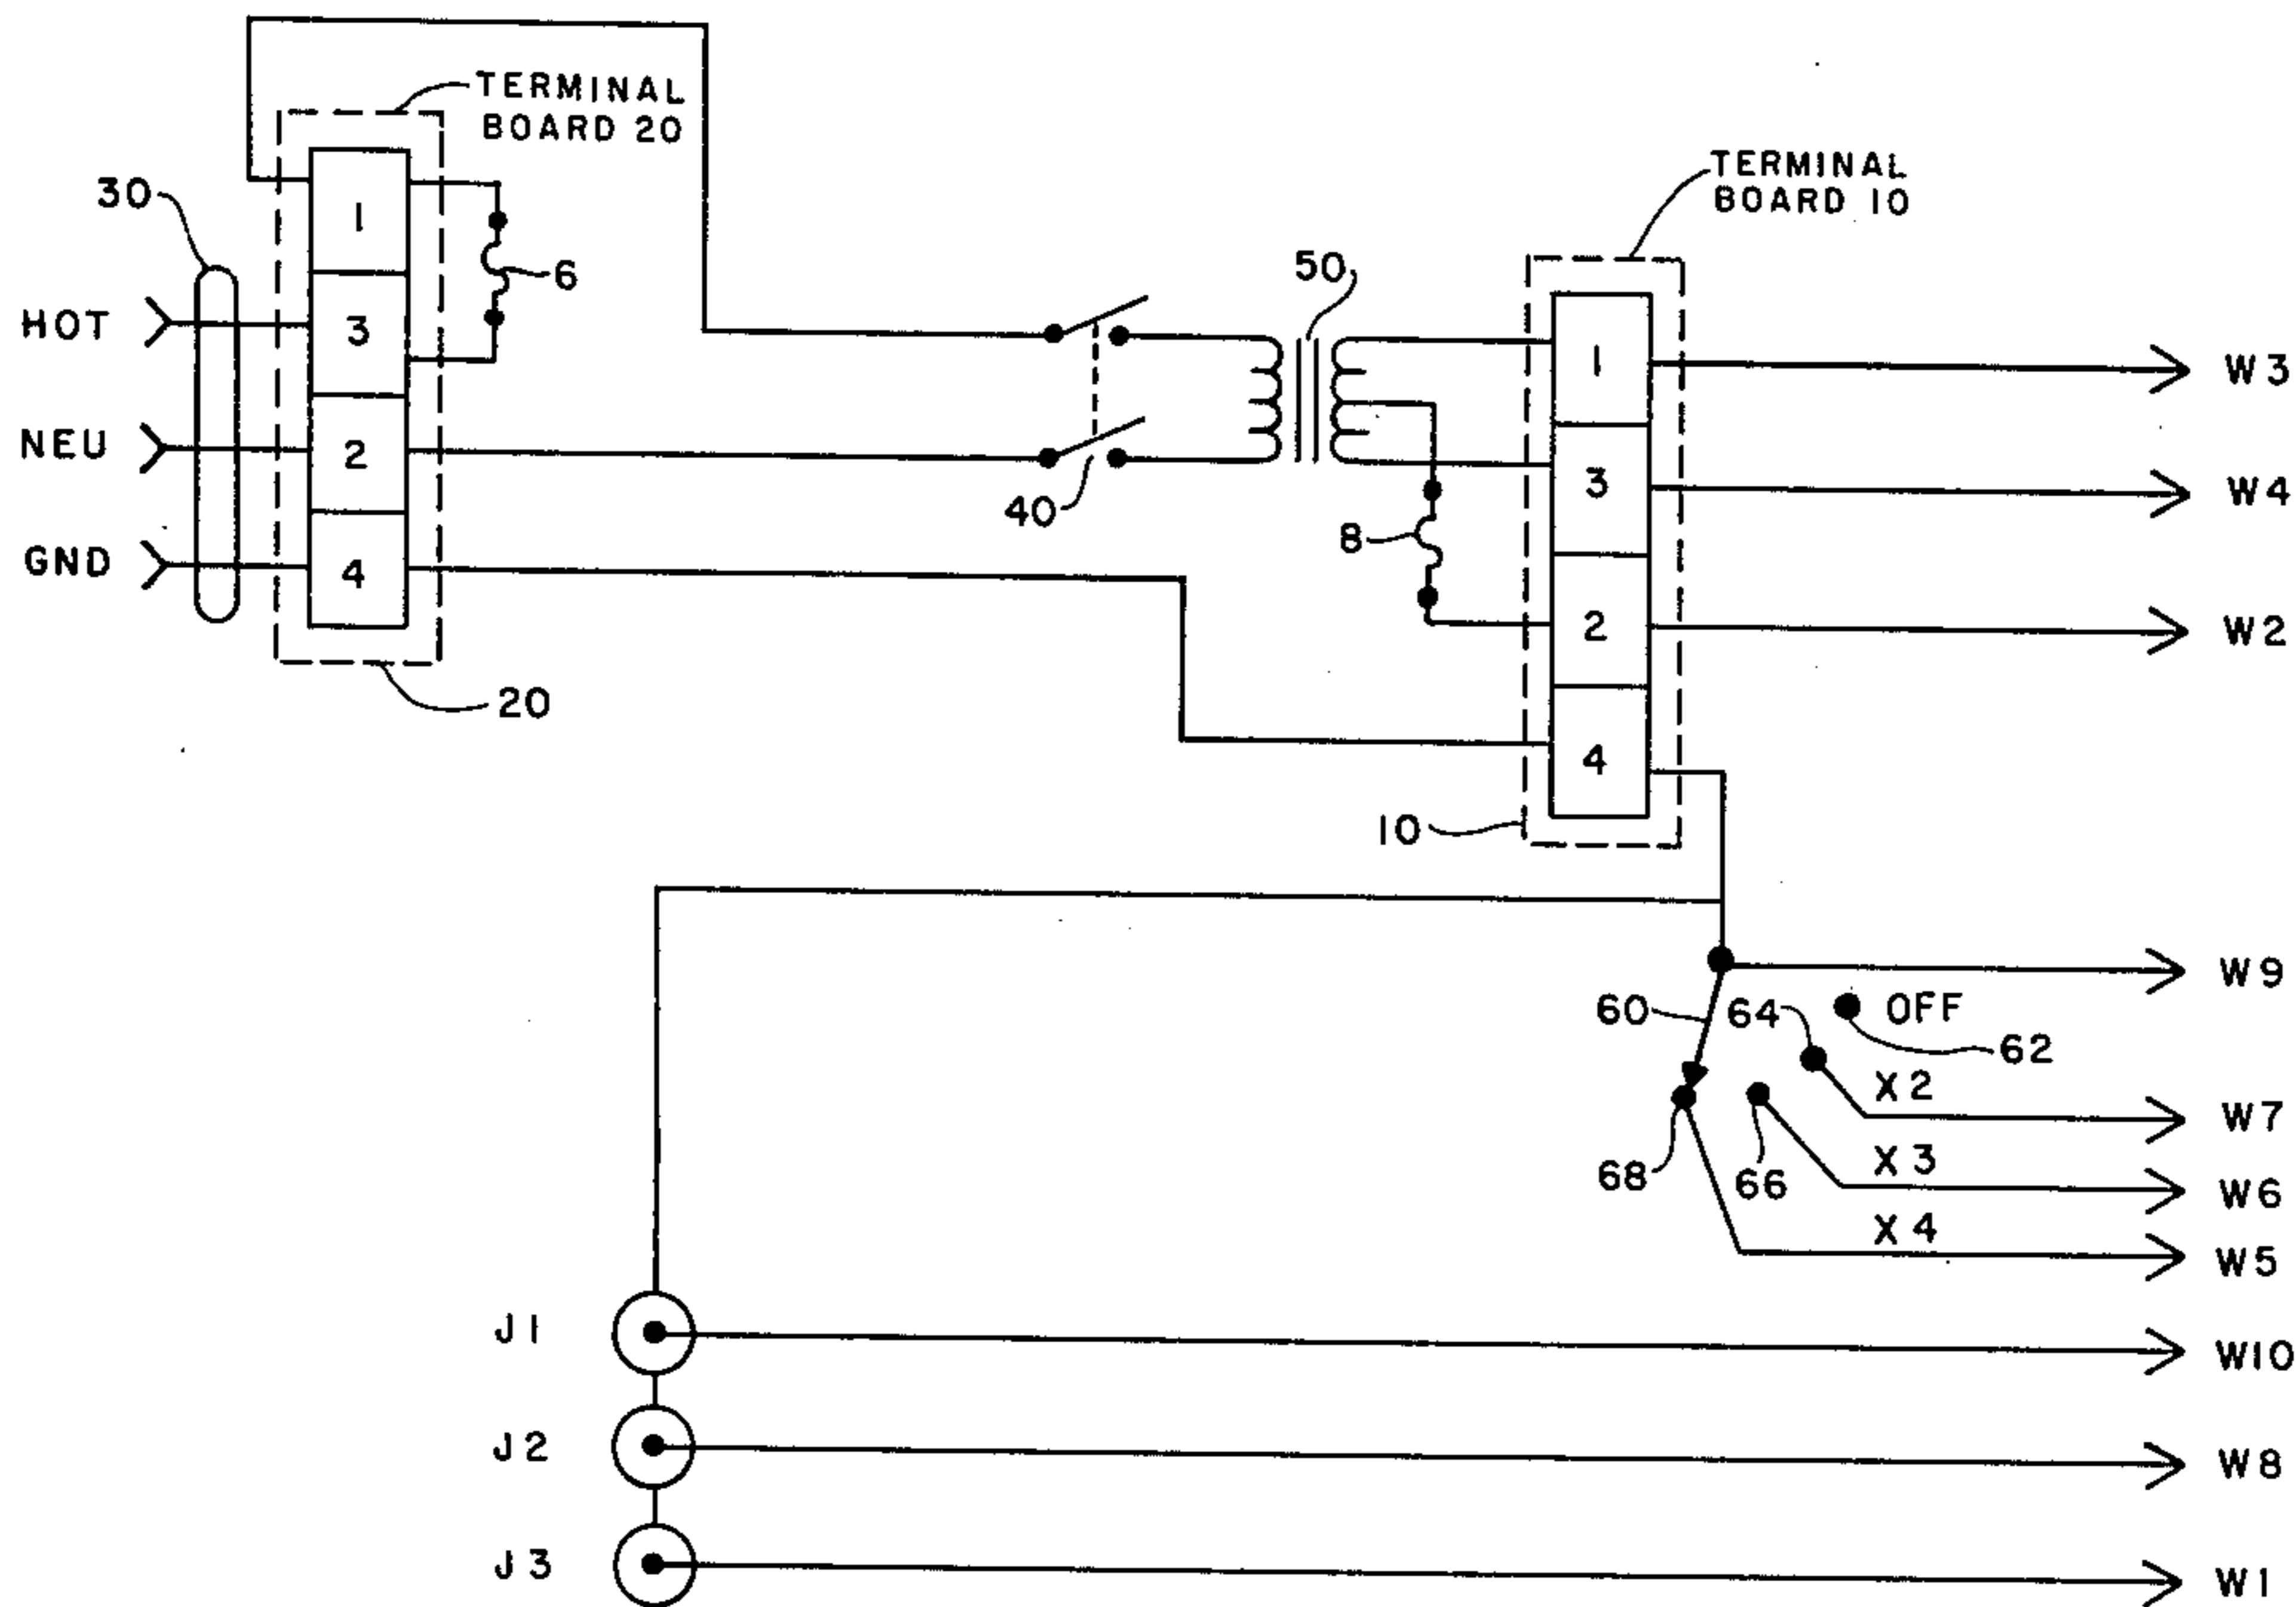 TERMINAL
BOARD 20
30
1
6
HOT
3
NEU
2
GND
4
20
40
50
TERMINAL
BOARD 10
1
W3
3
W4
8
2
W2
4
10
W9
60
64
OFF
62
X2
W7
68
66
X3
W6
X4
W5
J1
W10
J2
W8
J3
W1